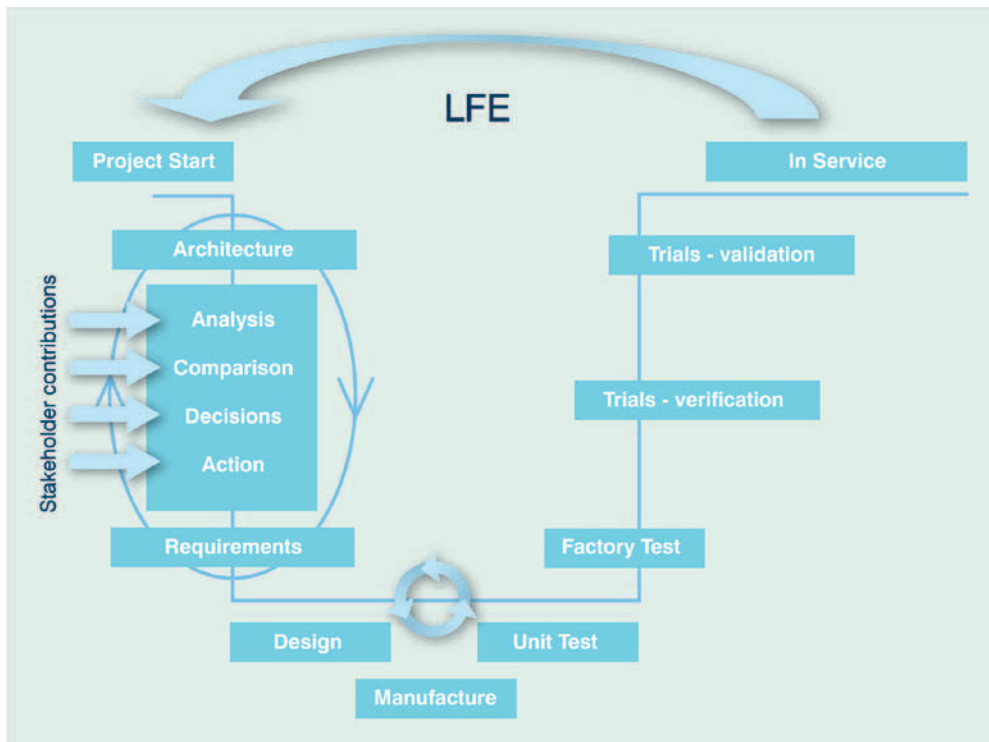 LFE
Project Start
In Service
Architecture
Trials - validation
Stakeholder contributions
Analysis
Comparison
Decisions
Action
Trials - verification
Requirements
Factory Test
Design
Unit Test
Manufacture